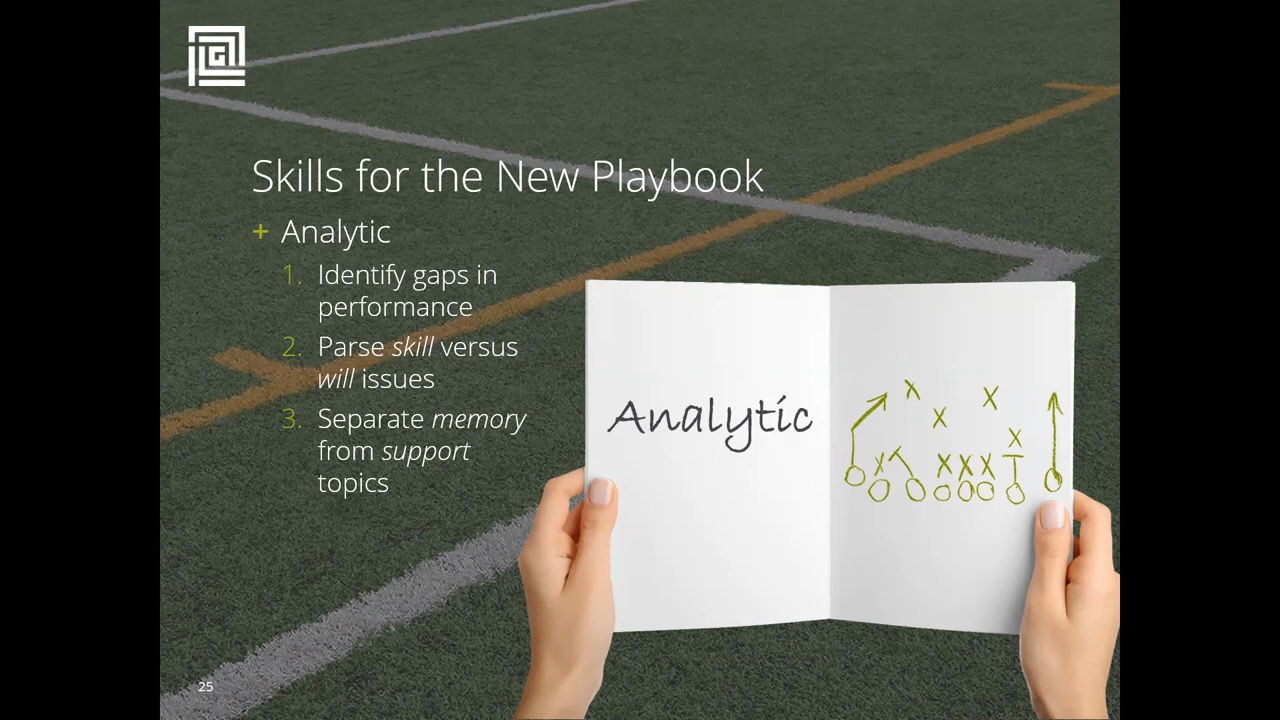 Skills for the New Playbook
+ Analytic
1. Identify gaps in
performance
2. Parse skill versus
will issues
3. Separate memory
from support
topics
Analytic
X X X X
X X X X X
25